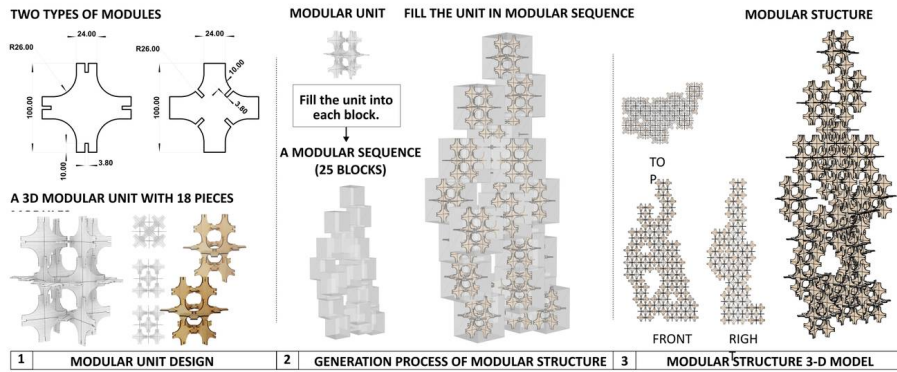 TWO TYPES OF MODULES
24.00
R26.00
100.00
10.00
3.80
24.00
R26.00
10.00
3.80
100.00
A 3D MODULAR UNIT WITH 18 PIECES
MODULAR UNIT
Fill the unit into
each block.
A MODULAR SEQUENCE
(25 BLOCKS)
FILL THE UNIT IN MODULAR SEQUENCE
MODULAR STUCTURE
TO
P
FRONT
RIGH
T
1
MODULAR UNIT DESIGN
2
GENERATION PROCESS OF MODULAR STRUCTURE
3
MODULAR STRUCTURE 3-D MODEL